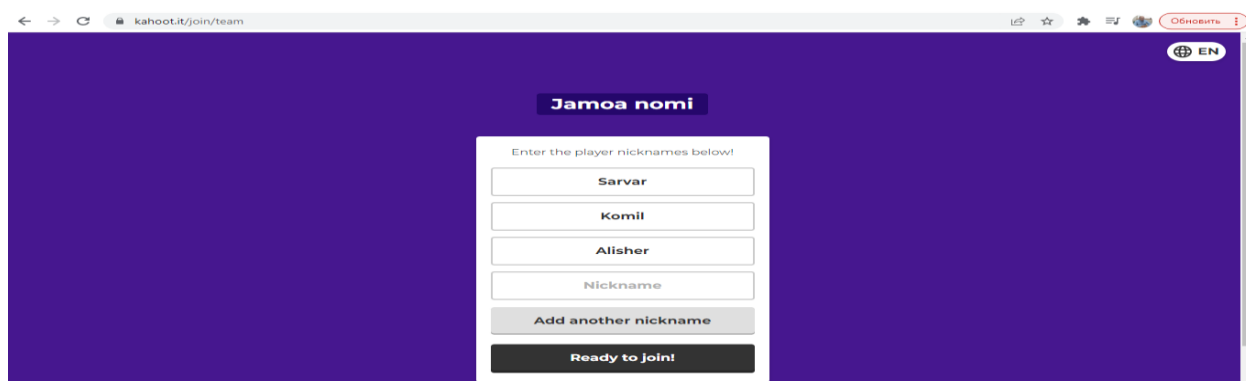 kahoot.it/join/team
Обновить
EN
Jamoa nomi
Enter the player nicknames below!
Sarvar
Komil
Alisher
Nickname
Add another nickname
Ready to join!